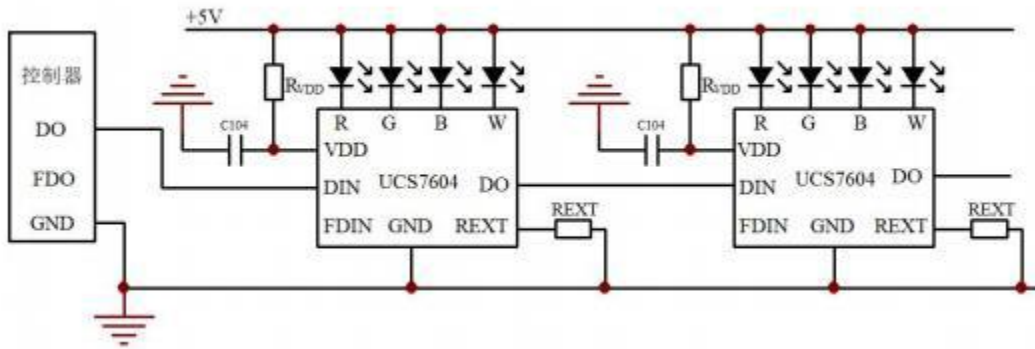 +5V
控制器
DO
FDO
GND
C104
RVDD
R G B W
VDD
DIN UCS7604 DO
FDIN GND REXT
REXT
C104
RVDD
R G B W
VDD
DIN UCS7604 DO
FDIN GND REXT
REXT